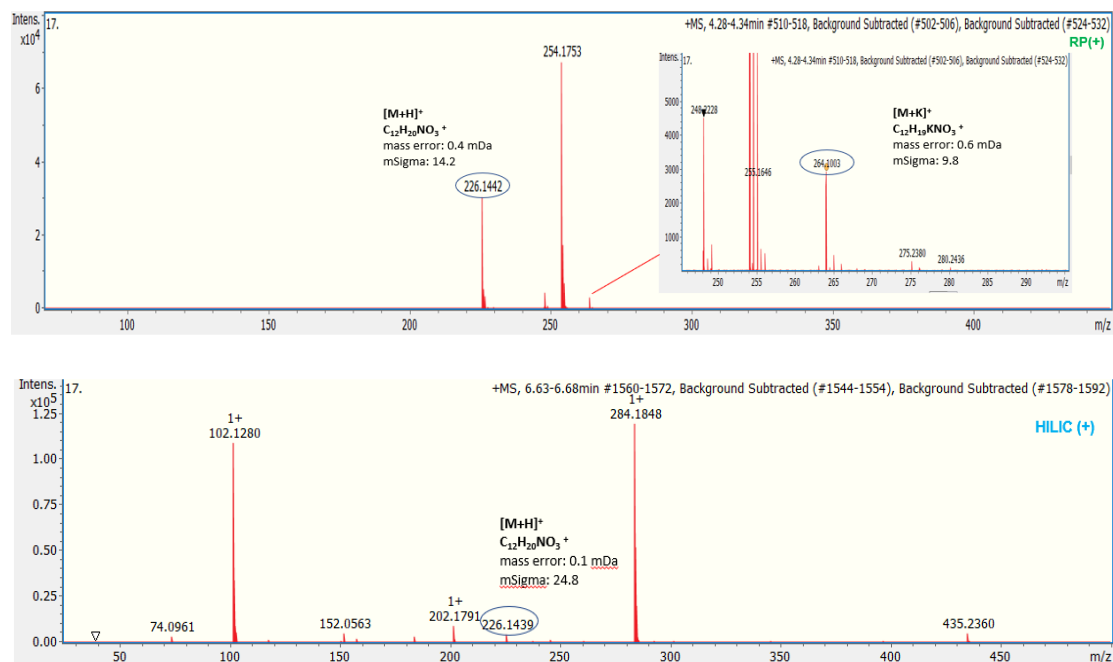 Intens. 17.
+MS, 4.28-4.34min #510-518, Background Subtracted (#502-506), Background Subtracted (#524-532)
x10⁴
RP(+)
254.1753
Intens. 17.
+MS, 4.28-4.34min #510-518, Background Subtracted (#502-506), Background Subtracted (#524-532)
6
[M+H]⁺
C₁₂H₂₀NO₃ ⁺
mass error: 0.4 mDa
mSigma: 14.2
5000
248.2228
[M+K]⁺
C₁₂H₁₉KNO₃ ⁺
mass error: 0.6 mDa
mSigma: 9.8
4000
4
226.1442
3000
255.1646
264.1003
2000
2
1000
275.2380
280.2436
250 255 260 265 270 275 280 285 290 m/z
0
100 150 200 250 300 350 400 m/z
Intens. 17.
+MS, 6.63-6.68min #1560-1572, Background Subtracted (#1544-1554), Background Subtracted (#1578-1592)
x10⁵
1.25
1+
102.1280
1+
284.1848
HILIC (+)
1.00
0.75
[M+H]⁺
C₁₂H₂₀NO₃ ⁺
mass error: 0.1 mDa
mSigma: 24.8
0.50
0.25
1+
74.0961
152.0563
202.1791
226.1439
435.2360
0.00
50 100 150 200 250 300 350 400 450 m/z